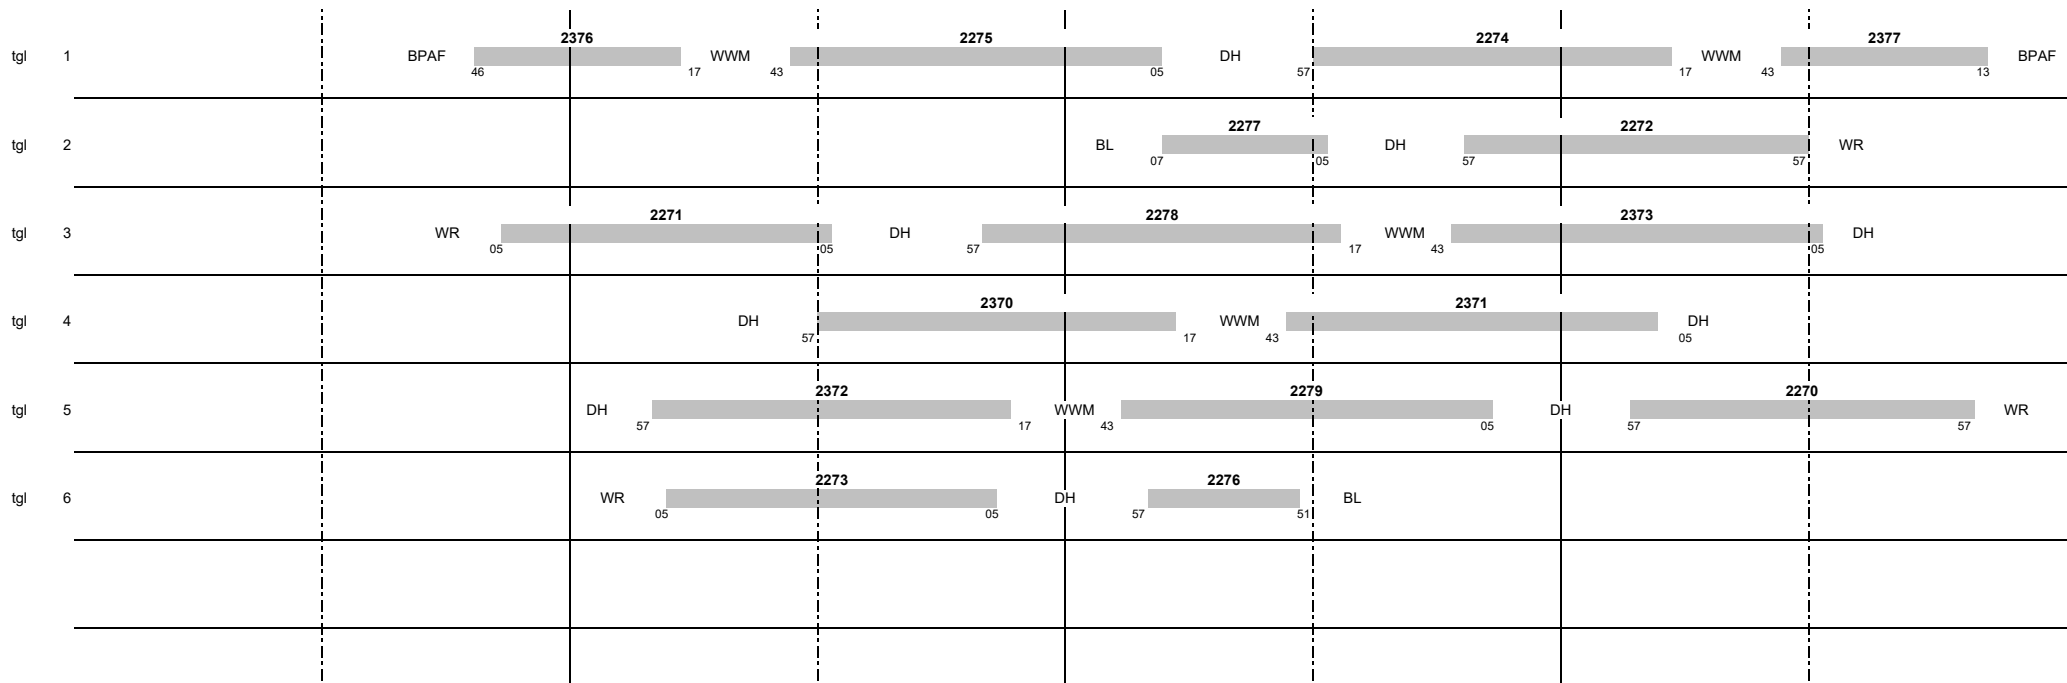 2376 2275 2274 2377
tgl 1 BPAF WWM DH WWM BPAF
46 17 43 05 57 17 43 13
2277 2272
tgl 2 BL DH WR
07 05 57 57
2271 2278 2373
tgl 3 WR DH WWM DH
05 05 57 17 43 05
2370 2371
tgl 4 DH WWM DH
57 17 43 05
2372 2279 2270
tgl 5 DH WWM DH WR
57 17 43 05 57 57
2273 2276
tgl 6 WR DH BL
05 05 57 51